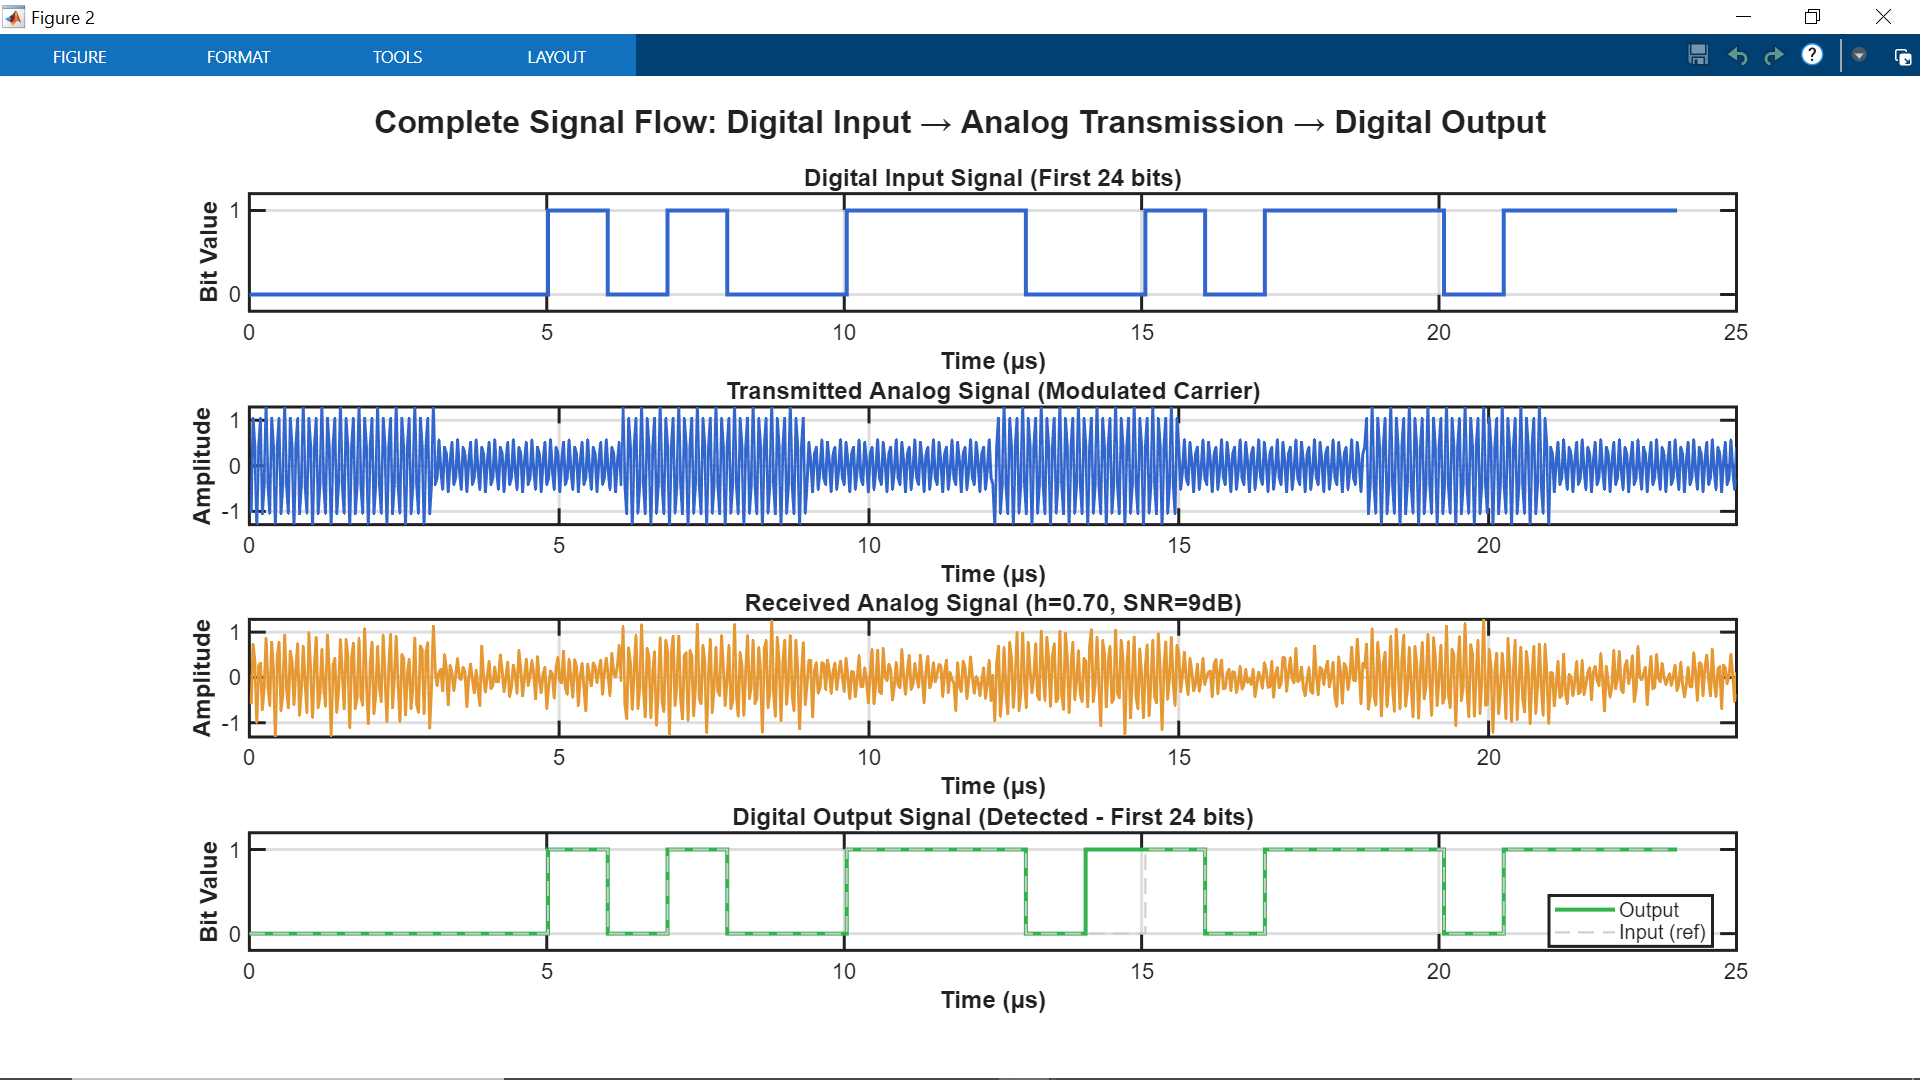 Figure 2
FIGURE FORMAT TOOLS LAYOUT
?
Complete Signal Flow: Digital Input → Analog Transmission → Digital Output
Digital Input Signal (First 24 bits)
Bit Value
1
0
0 5 10 15 20 25
Time (µs)
Transmitted Analog Signal (Modulated Carrier)
Amplitude
1
0
-1
0 5 10 15 20
Time (µs)
Received Analog Signal (h=0.70, SNR=9dB)
Amplitude
1
0
-1
0 5 10 15 20
Time (µs)
Digital Output Signal (Detected - First 24 bits)
Bit Value
1
0
Output
Input (ref)
0 5 10 15 20 25
Time (µs)